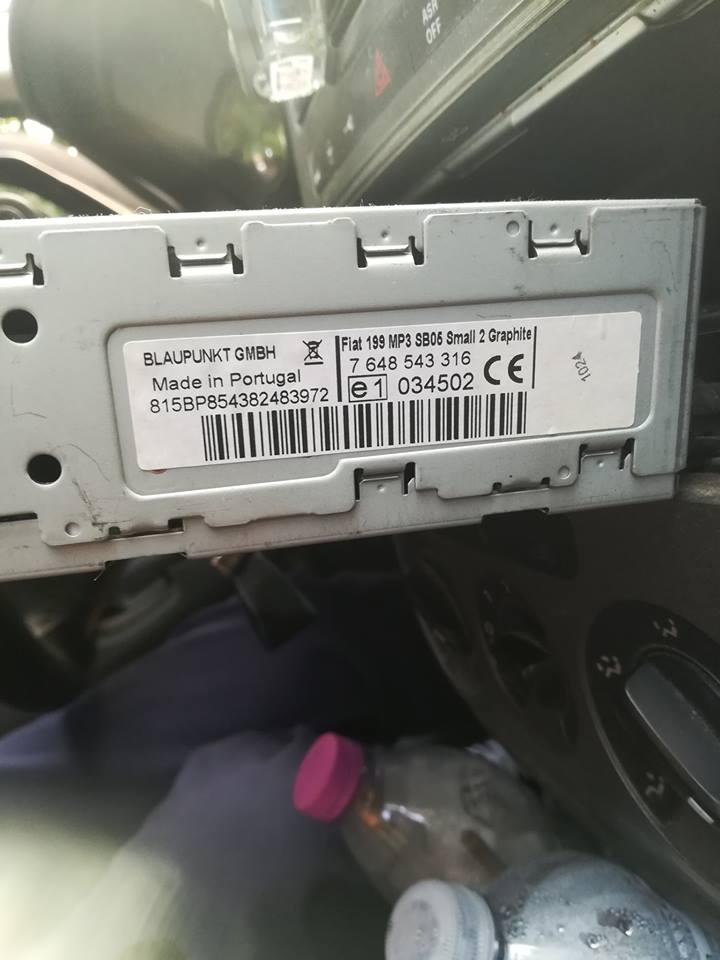 ASR
OFF
BLAUPUNKT GMBH
Made in Portugal
815BP854382483972
Fiat 199 MP3 SB05 Small 2 Graphite
7 648 543 316
e1 034502 CE
1024